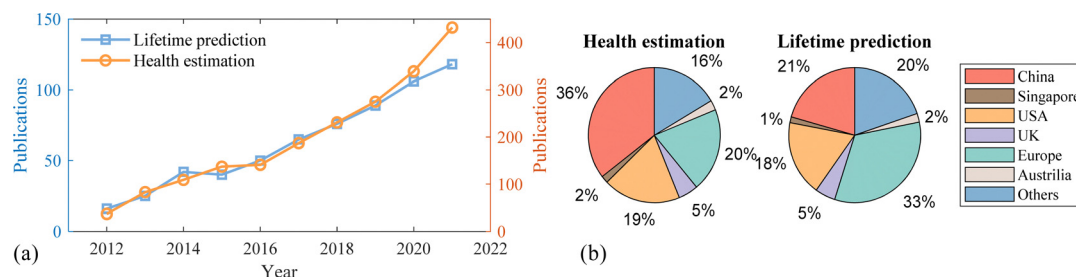 150
100
50
0
Publications
Lifetime prediction
Health estimation
400
300
200
100
0
Publications
2012 2014 2016 2018 2020 2022
Year
(a)
Health estimation
36%
16%
2%
20%
5%
19%
2%
Lifetime prediction
21%
20%
2%
33%
5%
18%
1%
(b)
China
Singapore
USA
UK
Europe
Austrilia
Others